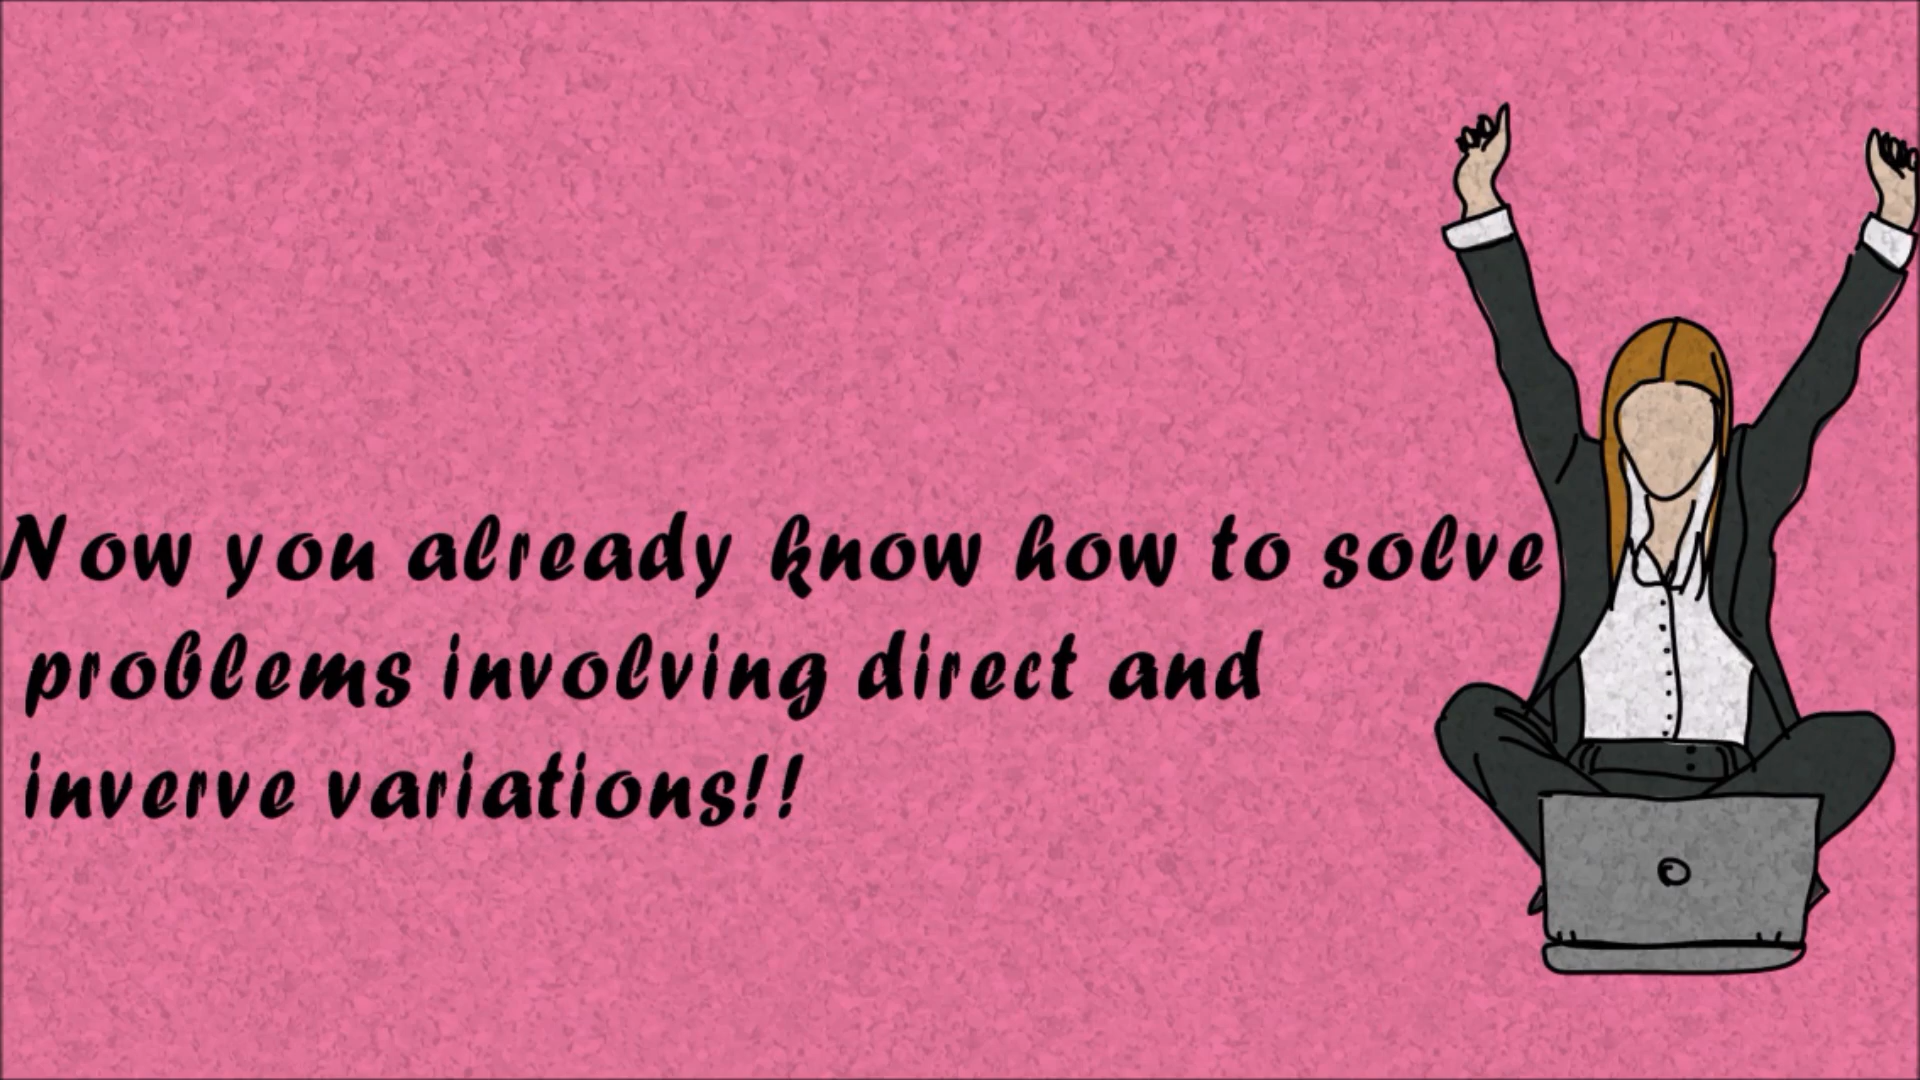 Now you already know how to solve
problems involving direct and
inverve variations!!